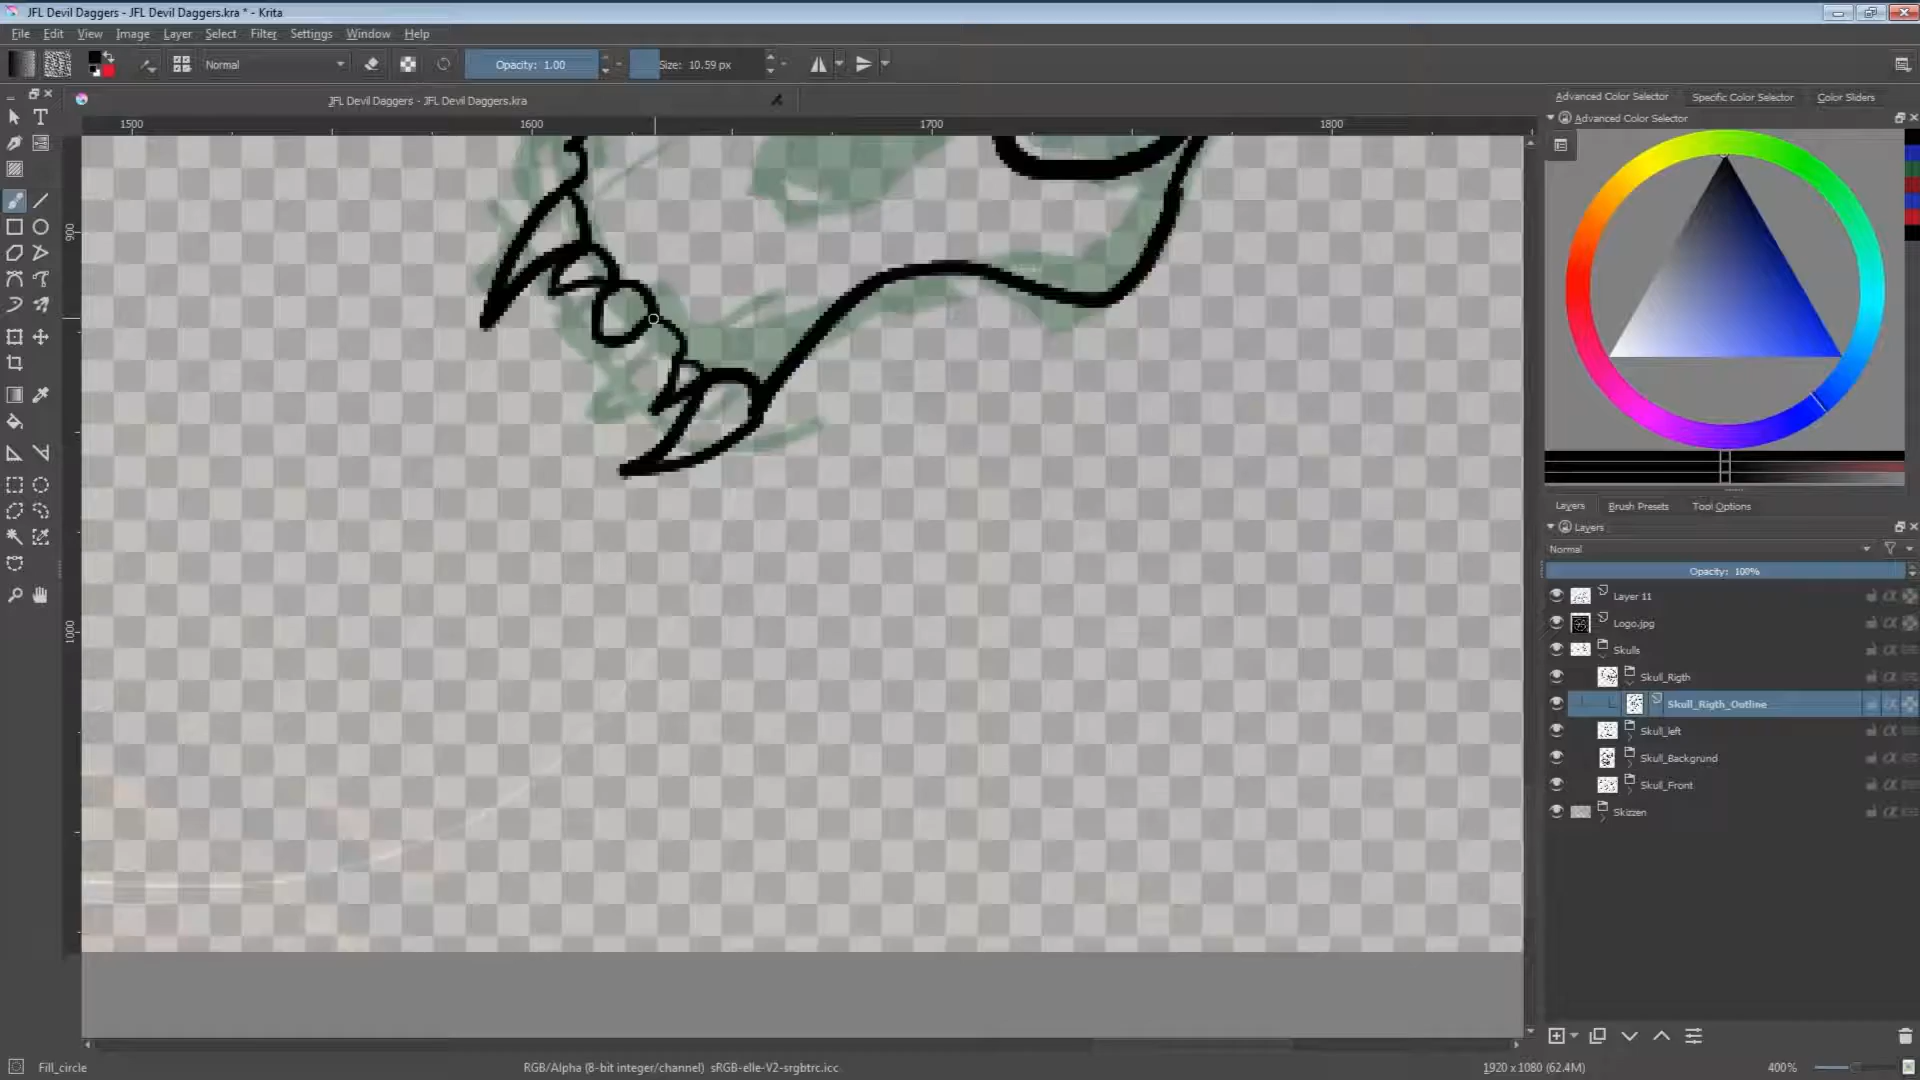 JFL Devil Daggers - JFL Devil Daggers.kra * - Krita
File Edit View Image Layer Select Filter Settings Window Help
Normal Opacity: 1.00 Size: 10.59 px
JFL Devil Daggers - JFL Devil Daggers.kra
Advanced Color Selector Specific Color Selector Color Sliders
Advanced Color Selector
1500 1600 1700 1800
900
1000
Layers Brush Presets Tool Options
Layers
Normal
Opacity: 100%
Layer 11
Logo.jpg
Skulls
Skull_Rigth
Skull_Rigth_Outline
Skull_left
Skull_Backgrund
Skull_Front
Skizzen
Fill_circle RGB/Alpha (8-bit integer/channel) sRGB-elle-V2-srgbtrc.icc 1920 x 1080 (62.4M) 400%